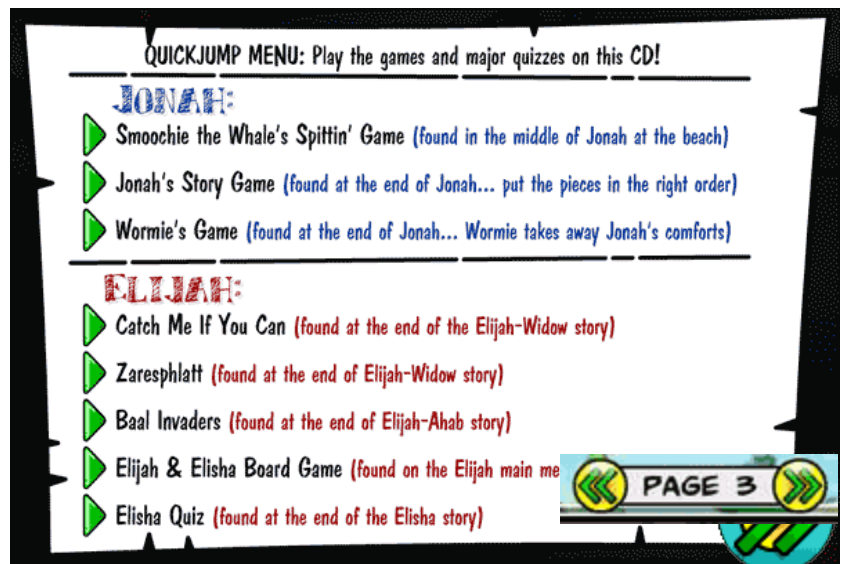 QUICKJUMP MENU: Play the games and major quizzes on this CD!
JONAH:
Smoochie the Whale's Spittin' Game (found in the middle of Jonah at the beach)
Jonah's Story Game (found at the end of Jonah... put the pieces in the right order)
Wormie's Game (found at the end of Jonah... Wormie takes away Jonah's comforts)
ELIJAH:
Catch Me If You Can (found at the end of the Elijah-Widow story)
Zaresphlatt (found at the end of Elijah-Widow story)
Baal Invaders (found at the end of Elijah-Ahab story)
Elijah & Elisha Board Game (found on the Elijah main me
PAGE 3
Elisha Quiz (found at the end of the Elisha story)